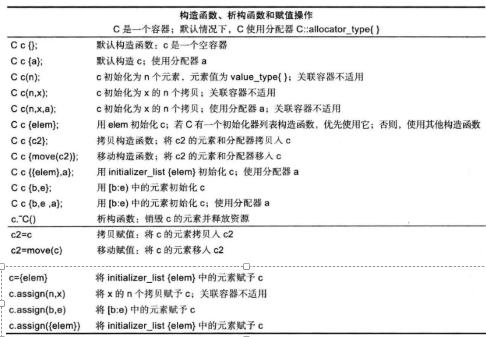 构造函数、析构函数和赋值操作
C 是一个容器；默认情况下，C 使用分配器 C::allocator_type{ }
C c {}; 默认构造函数：c 是一个空容器
C c {a}; 默认构造 c；使用分配器 a
C c(n); c 初始化为 n 个元素，元素值为 value_type{ }；关联容器不适用
C c(n,x); c 初始化为 x 的 n 个拷贝；关联容器不适用
C c(n,x,a); c 初始化为 x 的 n 个拷贝；使用分配器 a；关联容器不适用
C c {elem}; 用 elem 初始化 c；若 C 有一个初始化器列表构造函数，优先使用它；否则，使用其他构造函数
C c {c2}; 拷贝构造函数：将 c2 的元素和分配器拷贝入 c
C c {move(c2)}; 移动构造函数：将 c2 的元素和分配器移入 c
C c {{elem},a}; 用 initializer_list {elem} 初始化 c；使用分配器 a
C c {b,e}; 用 [b:e) 中的元素初始化 c
C c {b,e ,a}; 用 [b:e) 中的元素初始化 c；使用分配器 a
c.~C() 析构函数：销毁 c 的元素并释放资源
c2=c 拷贝赋值：将 c 的元素拷贝入 c2
c2=move(c) 移动赋值：将 c 的元素移入 c2
c={elem} 将 initializer_list {elem} 中的元素赋予 c
c.assign(n,x) 将 x 的 n 个拷贝赋予 c；关联容器不适用
c.assign(b,e) 将 [b:e) 中的元素赋予 c
c.assign({elem}) 将 initializer_list {elem} 中的元素赋予 c